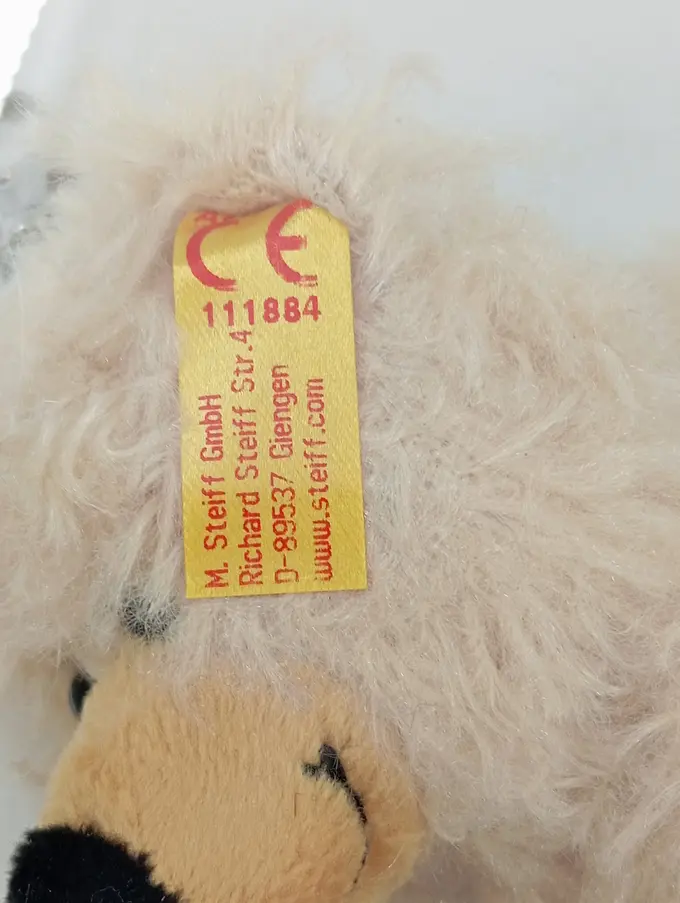 CE
111884
M. Steiff GmbH
Richard Steiff Str.4
D-89537 Giengen
www.steiff.com